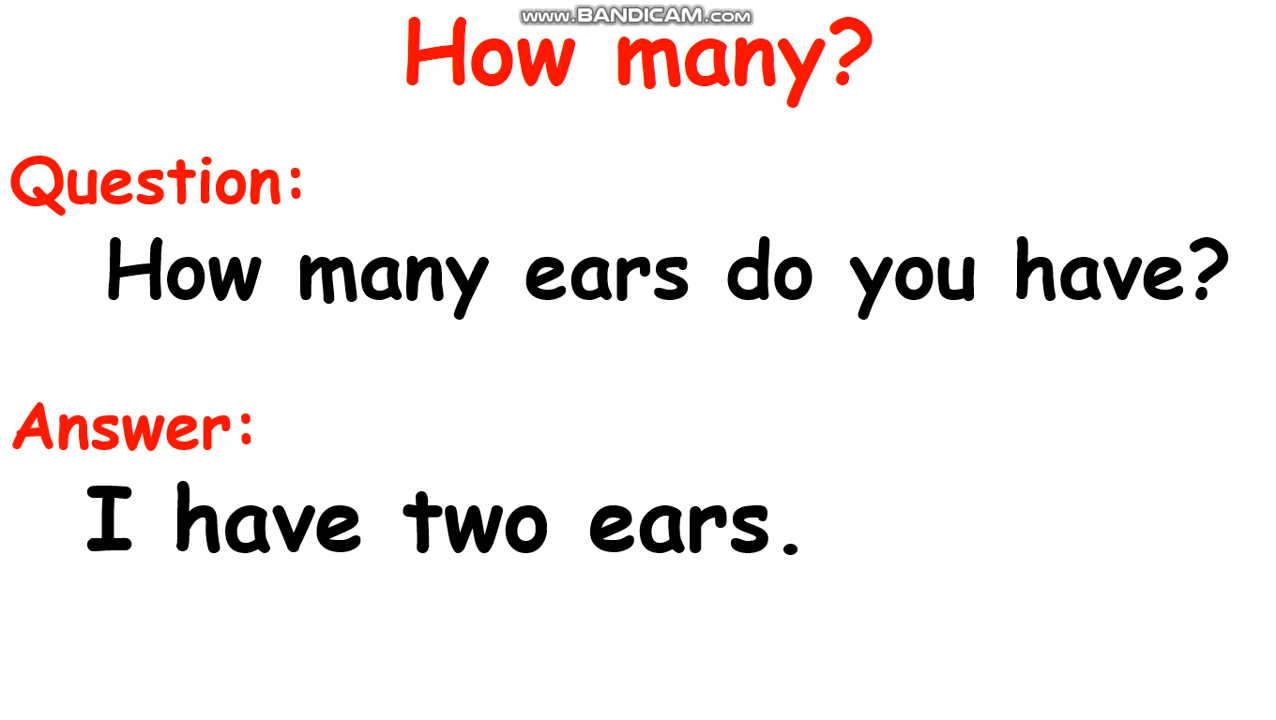 www.BANDICAM.com
How many?
Question:
How many ears do you have?
Answer:
I have two ears.